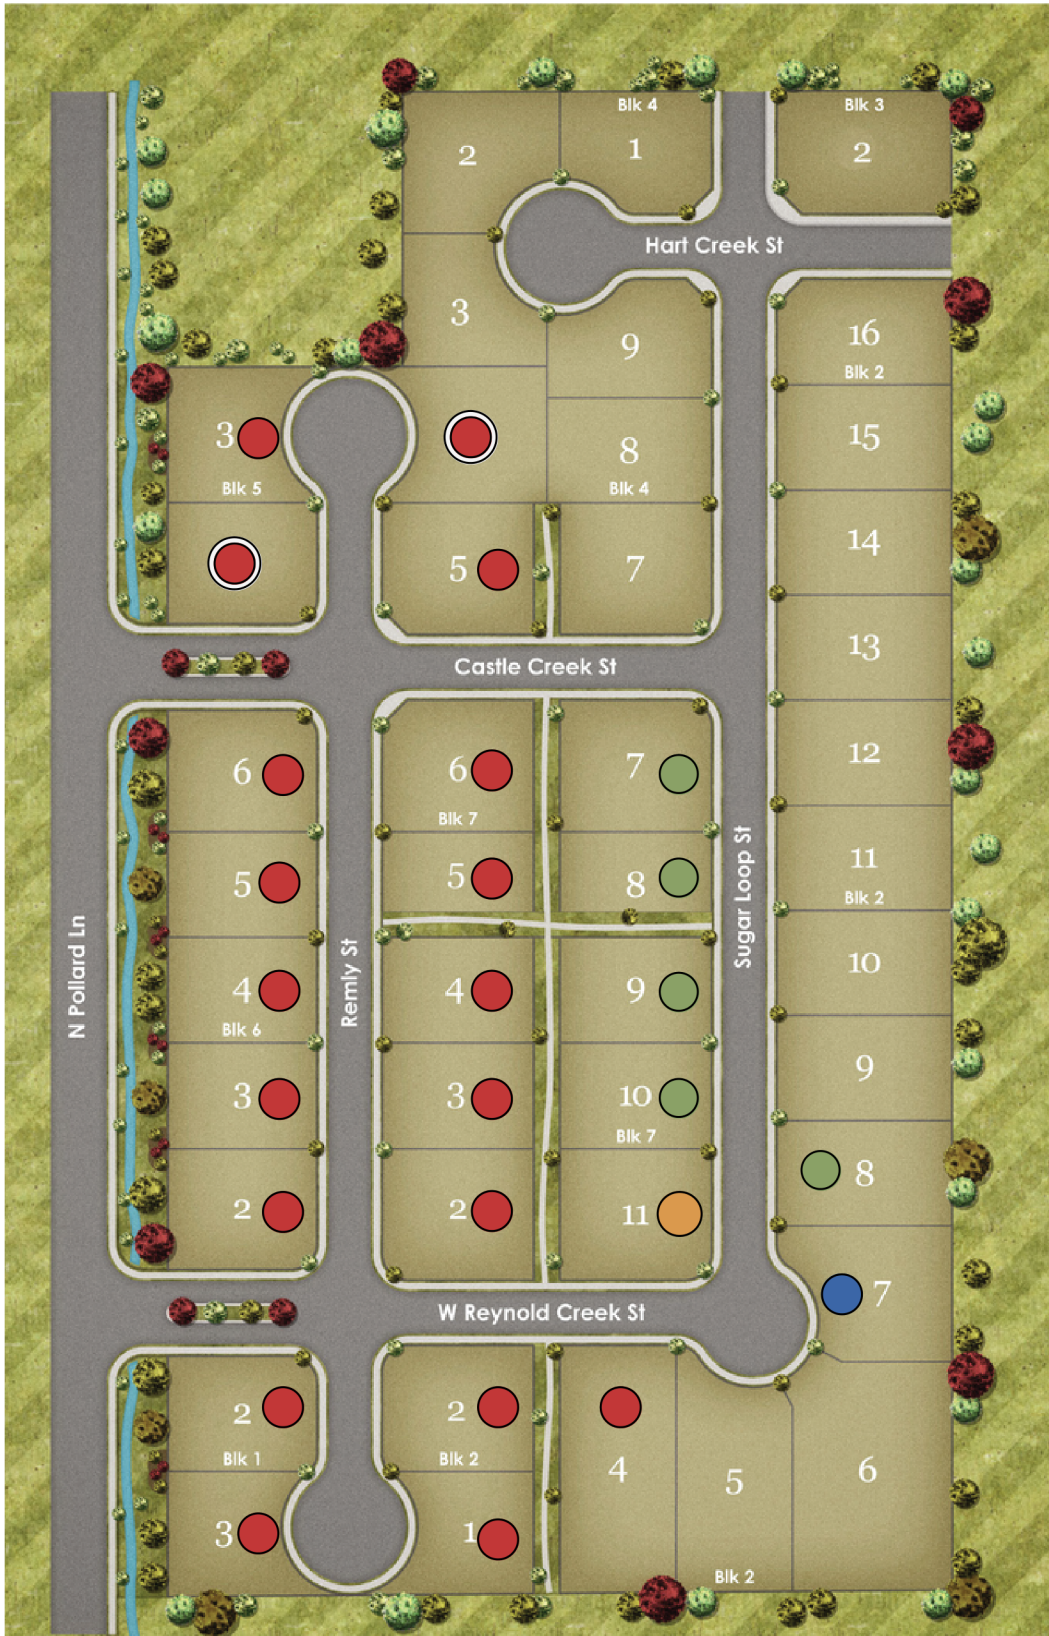 Blk 4
Blk 3
2
1
2
Hart Creek St
3
9
16
Blk 2
3
8
15
Blk 5
Blk 4
5
7
14
13
Castle Creek St
6
6
7
12
Blk 7
5
5
8
11
Blk 2
N Pollard Ln
Remly St
Sugar Loop St
4
4
9
10
Blk 6
3
3
10
9
Blk 7
2
2
11
8
7
W Reynold Creek St
2
2
4
5
6
Blk 1
Blk 2
3
1
Blk 2